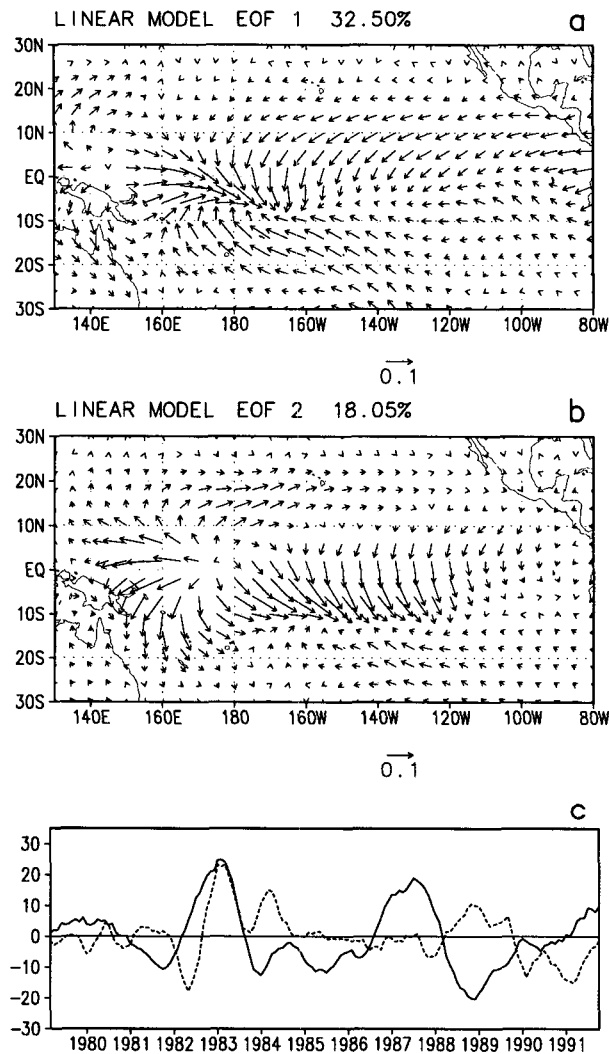 LINEAR MODEL EOF 1 32.50% a
30N
20N
10N
EQ
10S
20S
30S
140E 160E 180 160W 140W 120W 100W 80W
0.1
LINEAR MODEL EOF 2 18.05% b
30N
20N
10N
EQ
10S
20S
30S
140E 160E 180 160W 140W 120W 100W 80W
0.1
c
30
20
10
0
-10
-20
-30
1980 1981 1982 1983 1984 1985 1986 1987 1988 1989 1990 1991